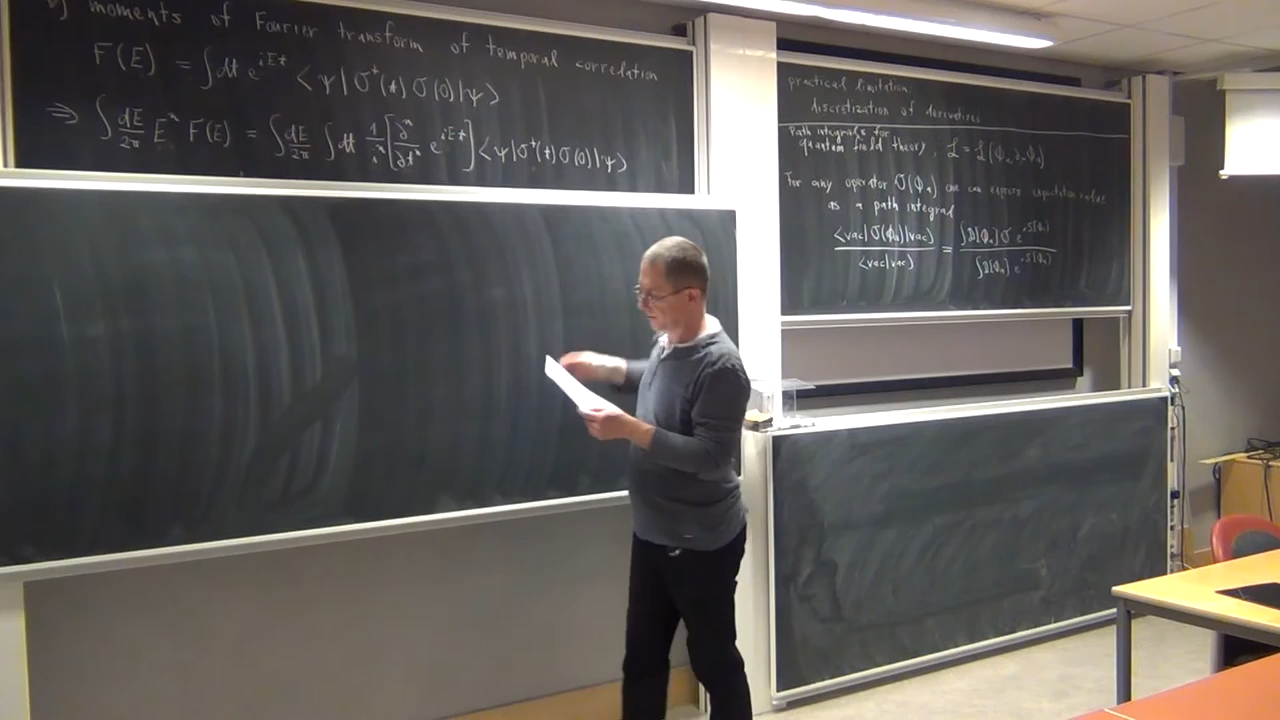 moments of Fourier transform of temporal correlation
F(E) = ∫dt e^{iEt} <ψ|O†(t) O(0)|ψ>
⇒ ∫ dE/2π E^n F(E) = ∫ dE/2π ∫dt 1/i^n [∂^n/∂t^n e^{iEt}] <ψ|O†(t) O(0)|ψ>
practical limitation:
discretization of derivatives
Path integrals for
quantum field theory, ℒ = ℒ(ϕ_a, ∂_μ ϕ_a)
For any operator O(ϕ_a) one can express expectation value
as a path integral
<vac| O(ϕ_a)|vac> / <vac|vac> = ∫D[ϕ_a] O e^{iS[ϕ_a]} / ∫D[ϕ_a] e^{iS[ϕ_a]}